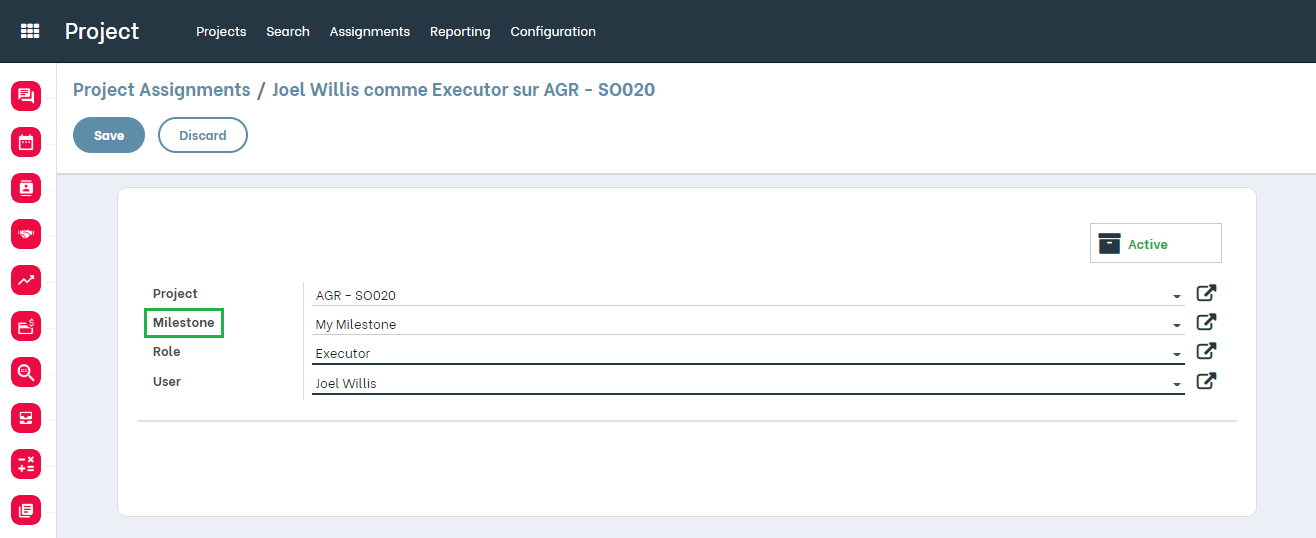 Project Projects Search Assignments Reporting Configuration
Project Assignments / Joel Willis comme Executor sur AGR - SO020
Save Discard
Active
Project AGR - SO020
Milestone My Milestone
Role Executor
User Joel Willis